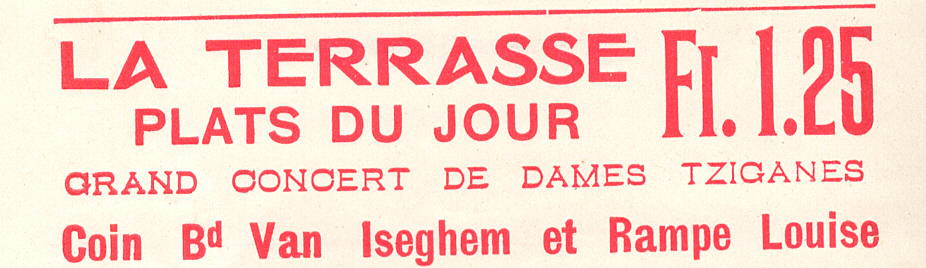 LA TERRASSE Fr. 1.25
PLATS DU JOUR
GRAND CONCERT DE DAMES TZIGANES
Coin Bd Van Iseghem et Rampe Louise